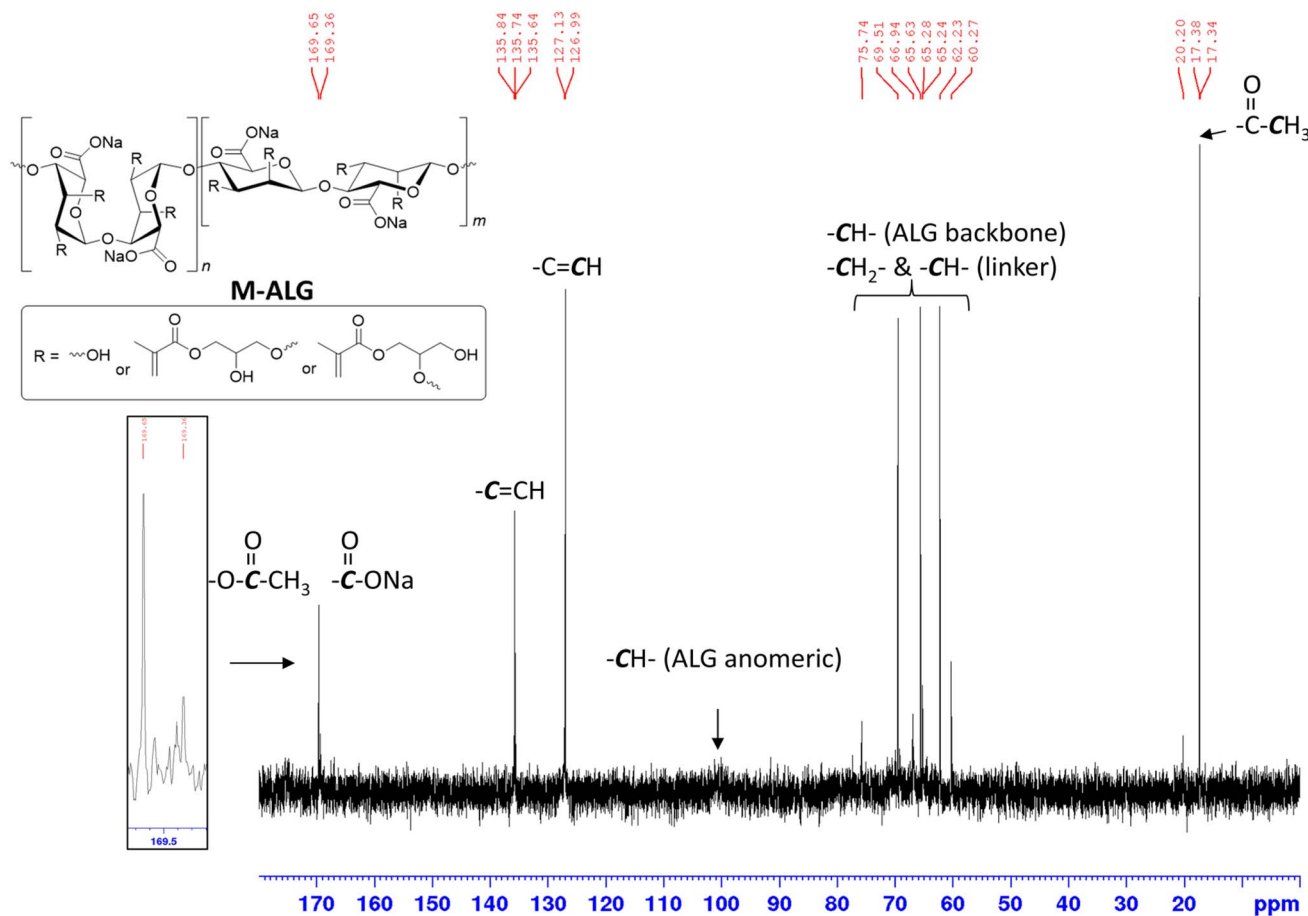 169.65
169.36
135.84
135.74
135.64
127.13
126.99
75.74
69.51
66.94
65.63
65.28
65.24
62.23
60.27
20.20
17.38
17.34
O
-C-CH3
O
ONa
O
R
R
R
R
O
O
NaO
O
n
O
ONa
R
O
R
O
R
O
R
O
O
ONa
m
M-ALG
R = OH
or
O
O
OH
O
or
O
O
OH
O
-C=CH
-CH- (ALG backbone)
-CH2- & -CH- (linker)
169.65
169.36
-C=CH
O
-O-C-CH3
O
-C-ONa
-CH- (ALG anomeric)
169.5
170 160 150 140 130 120 110 100 90 80 70 60 50 40 30 20 ppm